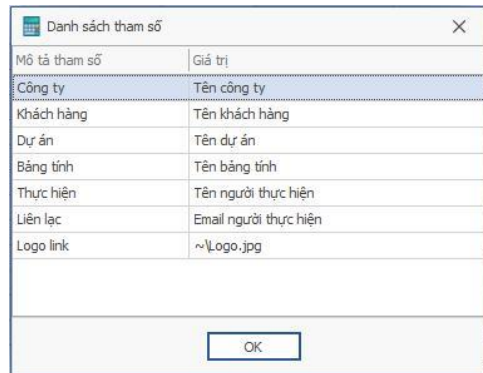 Danh sách tham số
Mô tả tham số Giá trị
Công ty Tên công ty
Khách hàng Tên khách hàng
Dự án Tên dự án
Bảng tính Tên bảng tính
Thực hiện Tên người thực hiện
Liên lạc Email người thực hiện
Logo link ~\Logo.jpg
OK